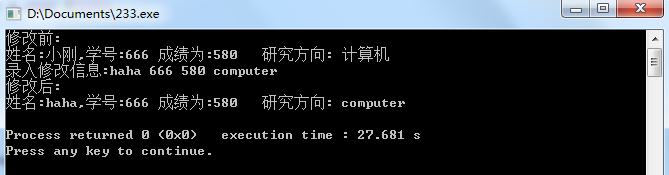 D:\Documents\233.exe
修改前:
姓名:小刚,学号:666 成绩为:580   研究方向: 计算机
录入修改信息:haha 666 580 computer
修改后:
姓名:haha,学号:666 成绩为:580   研究方向: computer
Process returned 0 (0x0)   execution time : 27.681 s
Press any key to continue.